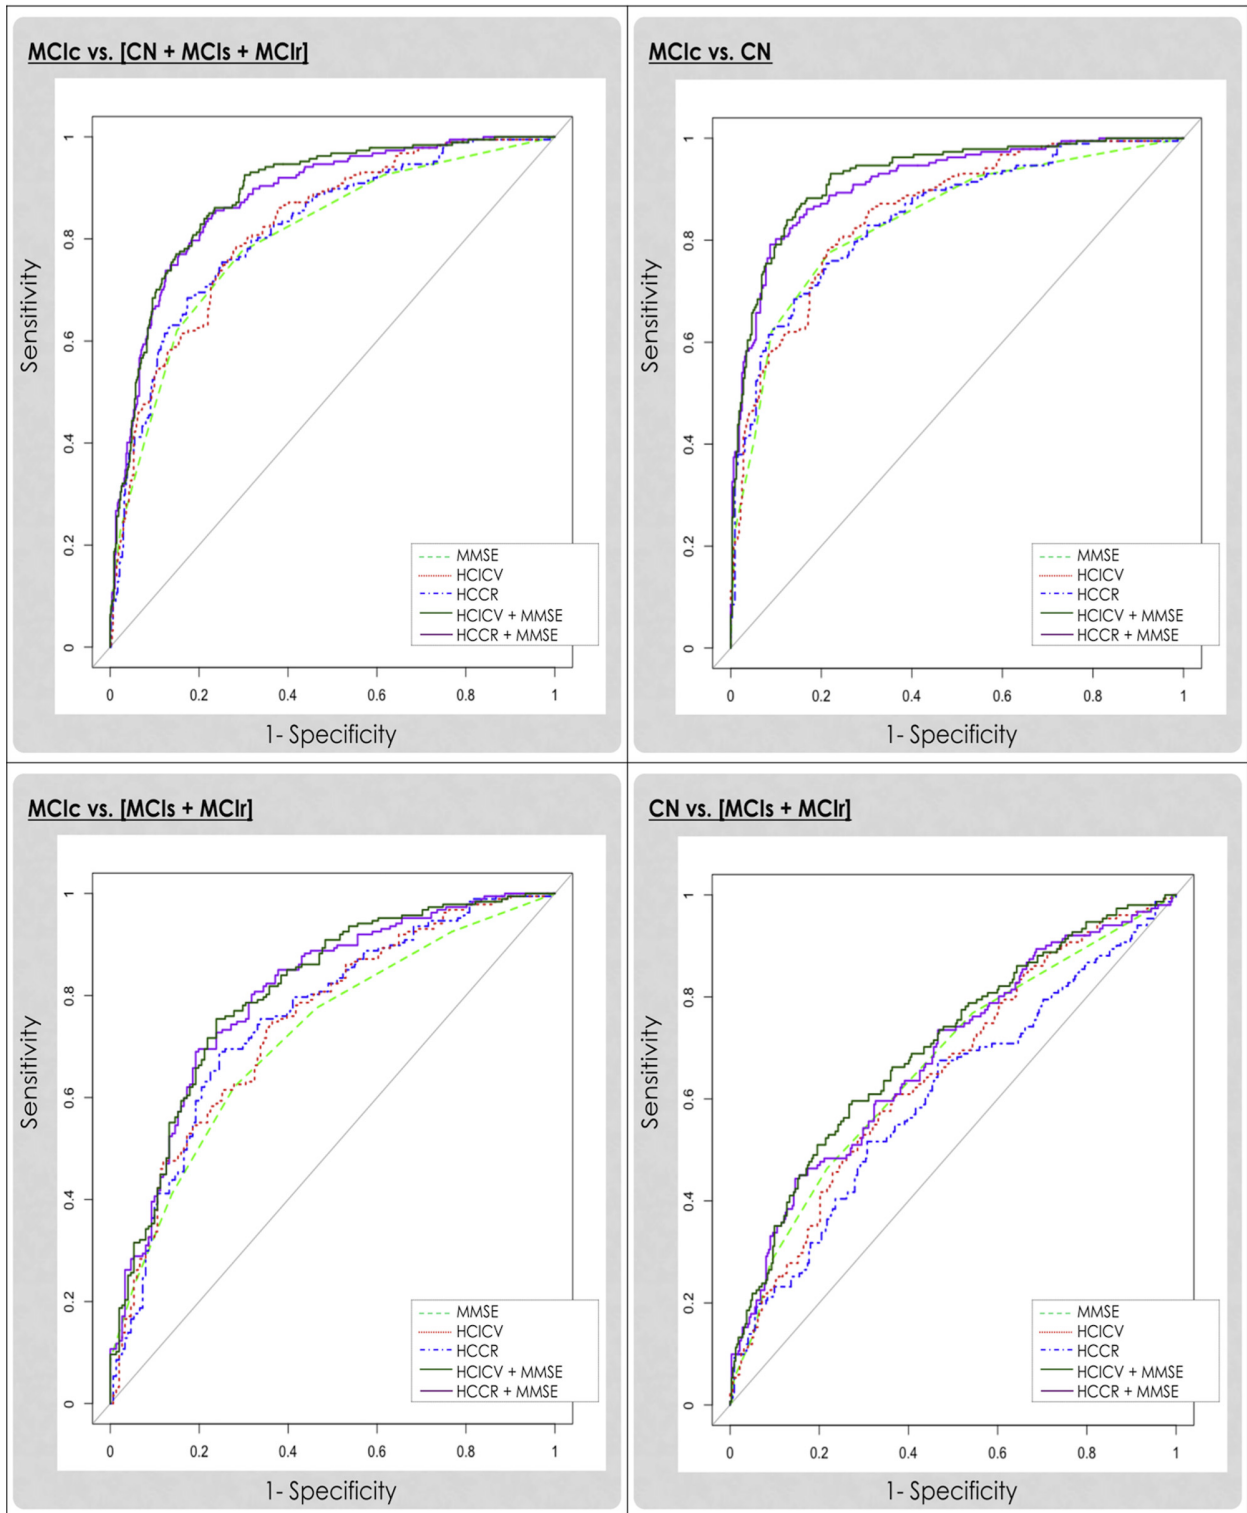 MCIc vs. [CN + MCIs + MCIr]
Sensitivity
1
0.8
0.6
0.4
0.2
0
MMSE
HCICV
HCCR
HCICV + MMSE
HCCR + MMSE
0 0.2 0.4 0.6 0.8 1
1- Specificity
MCIc vs. CN
Sensitivity
1
0.8
0.6
0.4
0.2
0
MMSE
HCICV
HCCR
HCICV + MMSE
HCCR + MMSE
0 0.2 0.4 0.6 0.8 1
1- Specificity
MCIc vs. [MCIs + MCIr]
Sensitivity
1
0.8
0.6
0.4
0.2
0
MMSE
HCICV
HCCR
HCICV + MMSE
HCCR + MMSE
0 0.2 0.4 0.6 0.8 1
1- Specificity
CN vs. [MCIs + MCIr]
Sensitivity
1
0.8
0.6
0.4
0.2
0
MMSE
HCICV
HCCR
HCICV + MMSE
HCCR + MMSE
0 0.2 0.4 0.6 0.8 1
1- Specificity